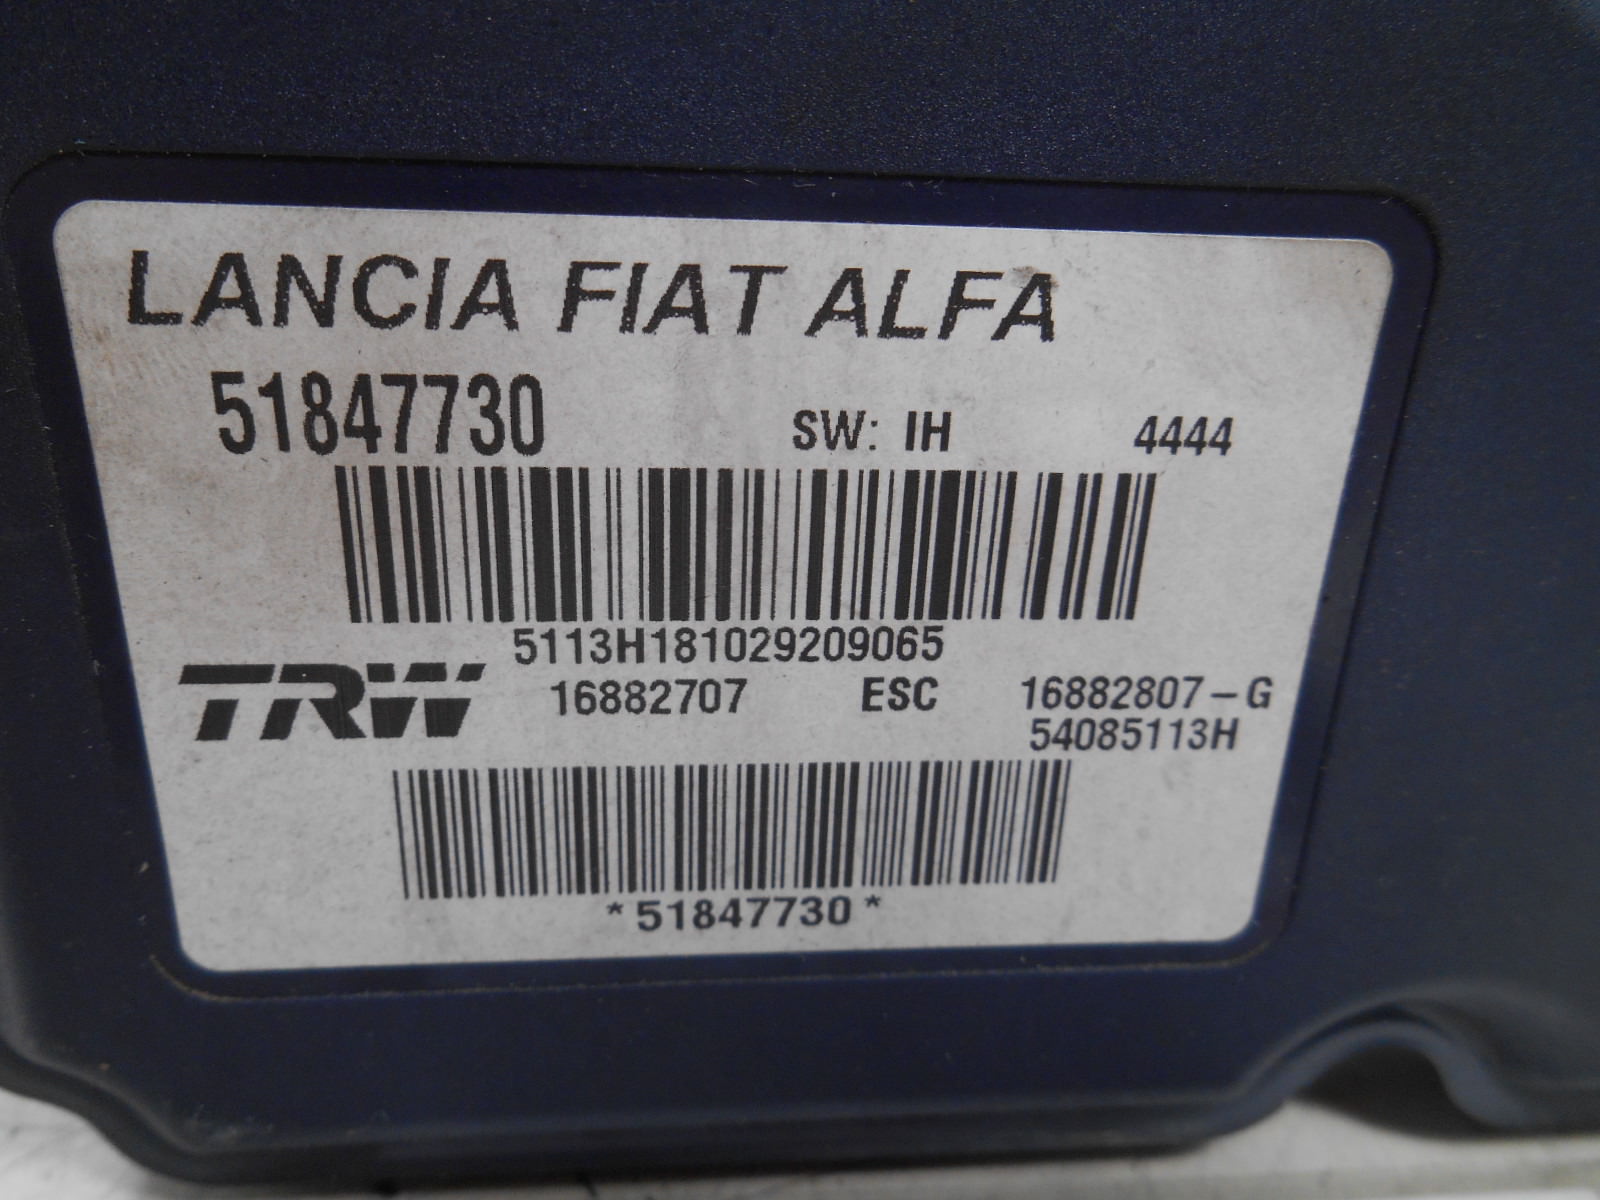 LANCIA FIAT ALFA
51847730 SW: IH 4444
5113H181029209065
TRW 16882707 ESC 16882807-G
54085113H
*51847730*